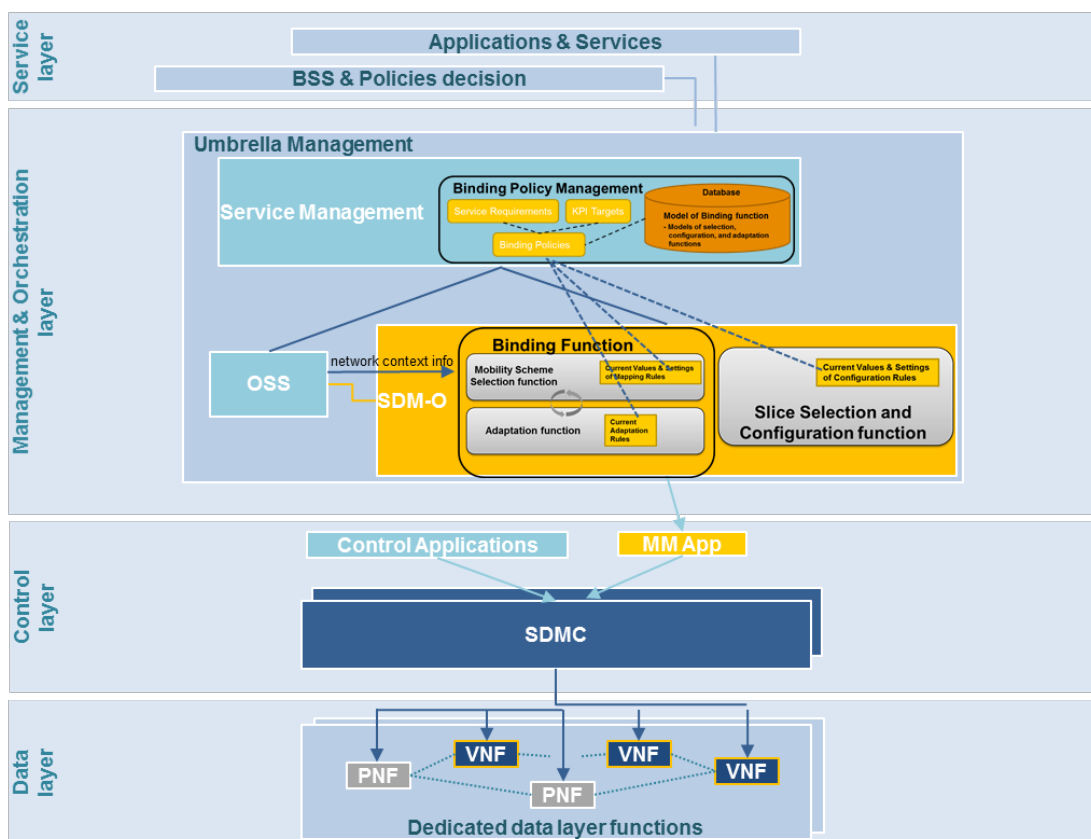 Service
layer
Applications & Services
BSS & Policies decision
Management & Orchestration
layer
Umbrella Management
Service Management
Binding Policy Management
Service Requirements
KPI Targets
Binding Policies
Database
Model of Binding function
- Models of selection,
configuration, and adaptation
functions
OSS
network context info
SDM-O
Binding Function
Mobility Scheme
Selection function
Current Values & Settings
of Mapping Rules
Adaptation function
Current
Adaptation
Rules
Current Values & Settings
of Configuration Rules
Slice Selection and
Configuration function
Control
layer
Control Applications
MM App
SDMC
Data
layer
VNF
VNF
PNF
VNF
PNF
Dedicated data layer functions